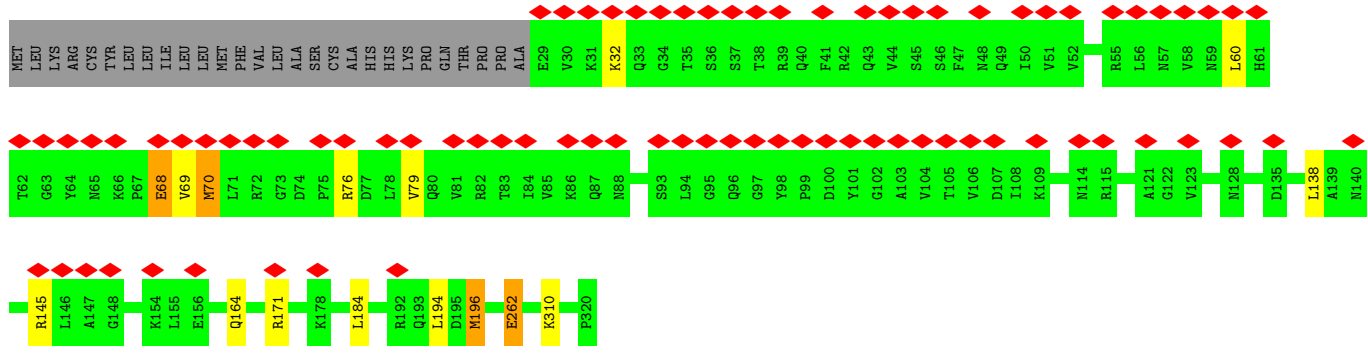 MET LEU LYS ARG CYS TYR LEU LEU ILE LEU LEU MET PHE VAL LEU ALA SER CYS ALA HIS HIS LYS PRO GLN THR PRO PRO ALA E29 V30 K31 K32 Q33 G34 T35 S36 S37 T38 R39 Q40 F41 R42 Q43 V44 S45 S46 F47 N48 Q49 I50 V51 V52 R55 L56 N57 V58 N59 L60 H61
T62 G63 Y64 N65 K66 P67 E68 V69 M70 L71 R72 G73 D74 P75 R76 D77 L78 V79 Q80 V81 R82 T83 I84 V85 K86 Q87 N88 S93 L94 G95 Q96 G97 Y98 P99 D100 Y101 G102 A103 V104 T105 V106 D107 I108 K109 N114 R115 A121 G122 V123 N128 D135 L138 A139 N140
R145 L146 A147 G148 K154 L155 E156 Q164 R171 K178 L184 R192 Q193 L194 D195 M196 E262 K310 P320